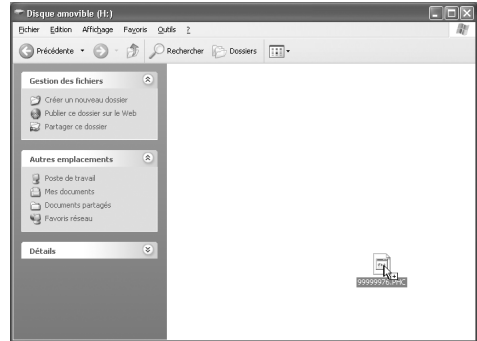 Disque amovible (H:)
Fichier Edition Affichage Favoris Outils ?
Précédente Rechercher Dossiers
Gestion des fichiers
Créer un nouveau dossier
Publier ce dossier sur le Web
Partager ce dossier
Autres emplacements
Poste de travail
Mes documents
Documents partagés
Favoris réseau
Détails
99999976.PHC